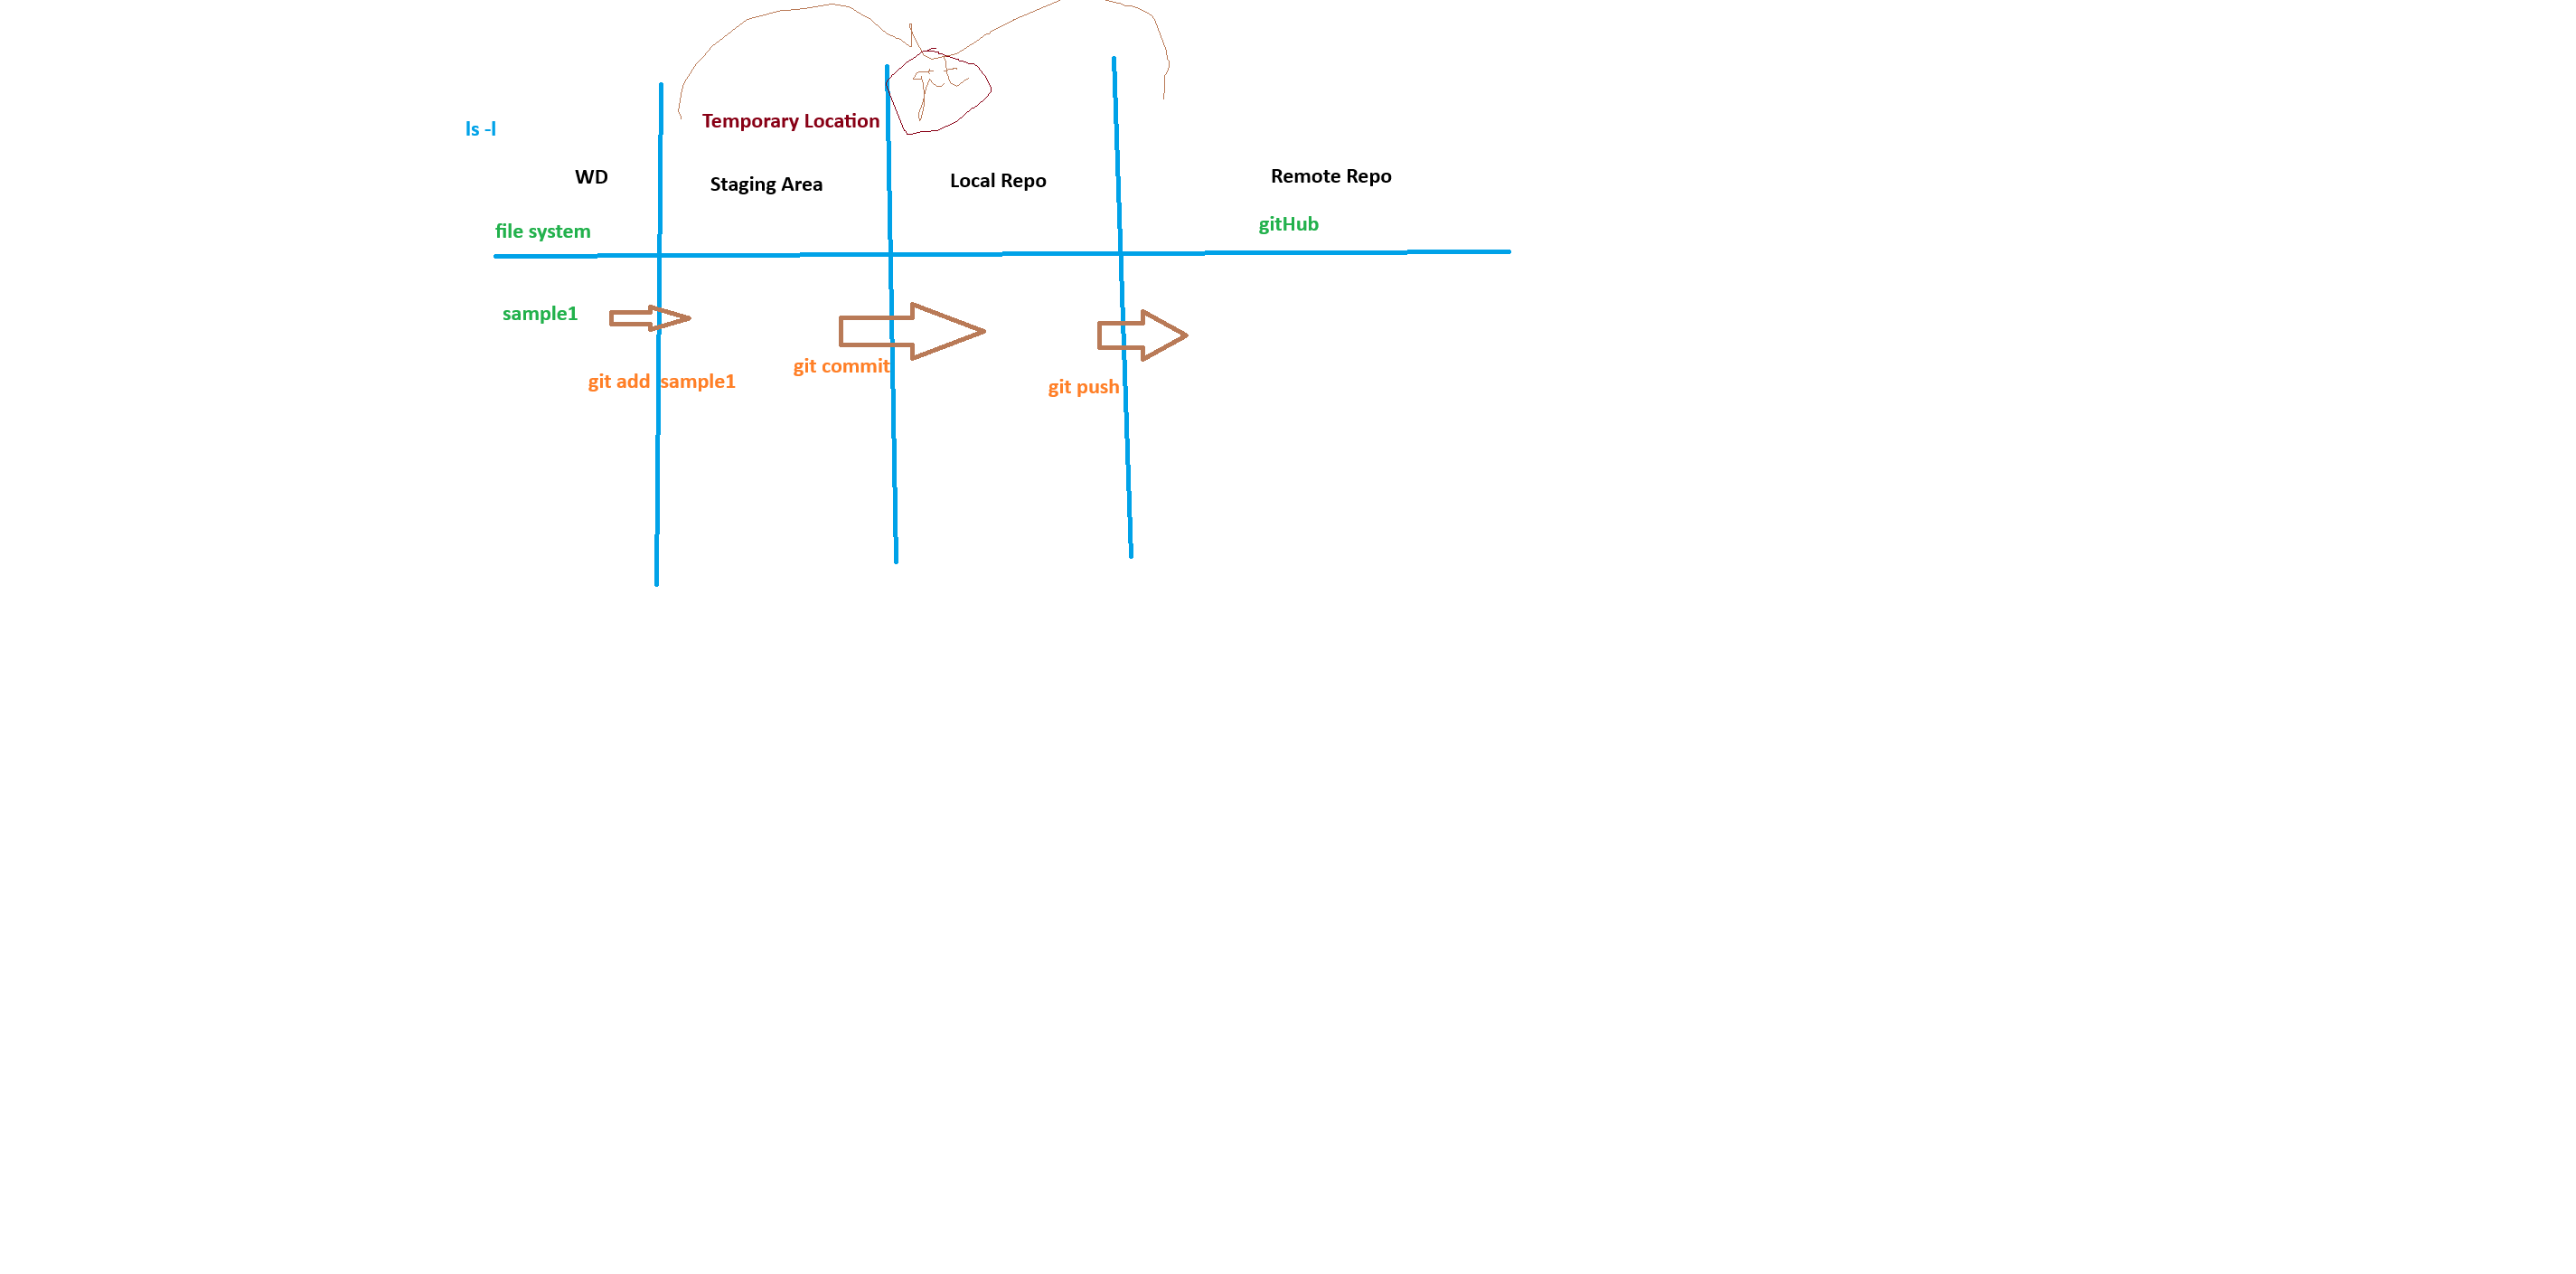 Temporary Location
ls -l
WD
Staging Area
Local Repo
Remote Repo
file system
gitHub
sample1
git add sample1
git commit
git push